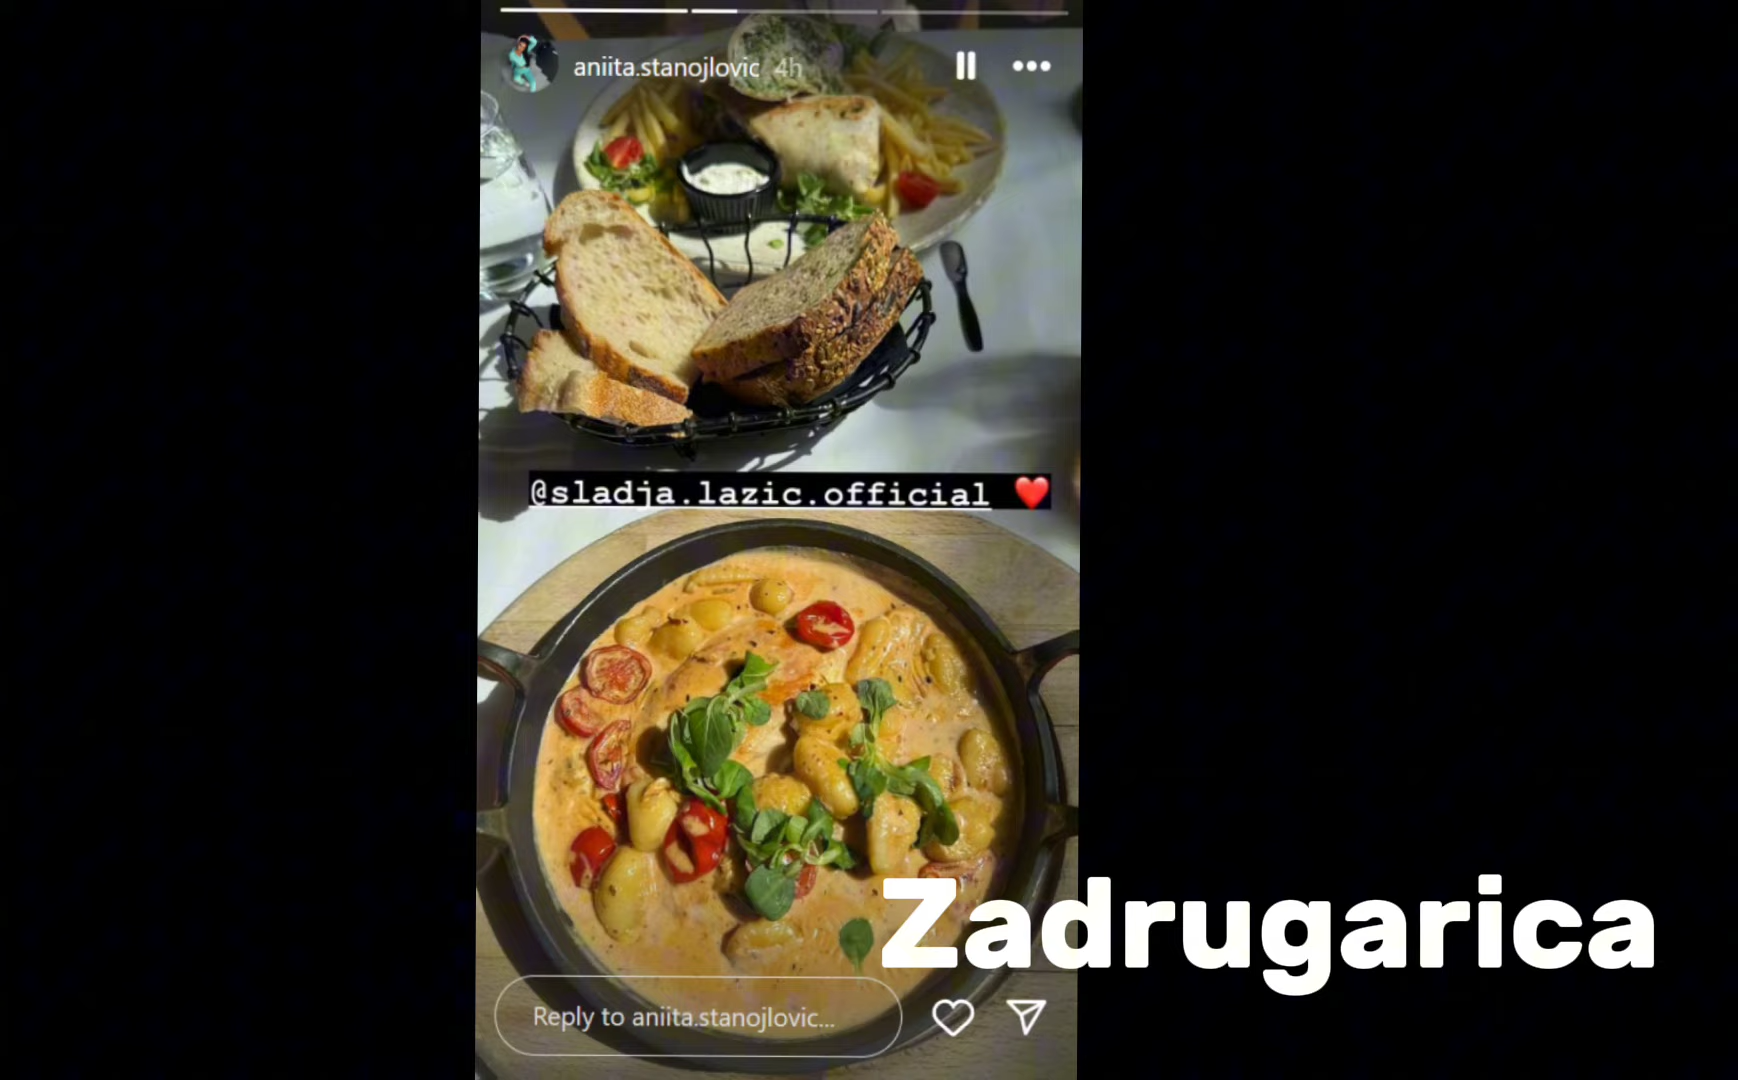 aniita.stanojlovic 4h
@sladja.lazic.official ❤️
Zadrugarica
Reply to aniita.stanojlovic...